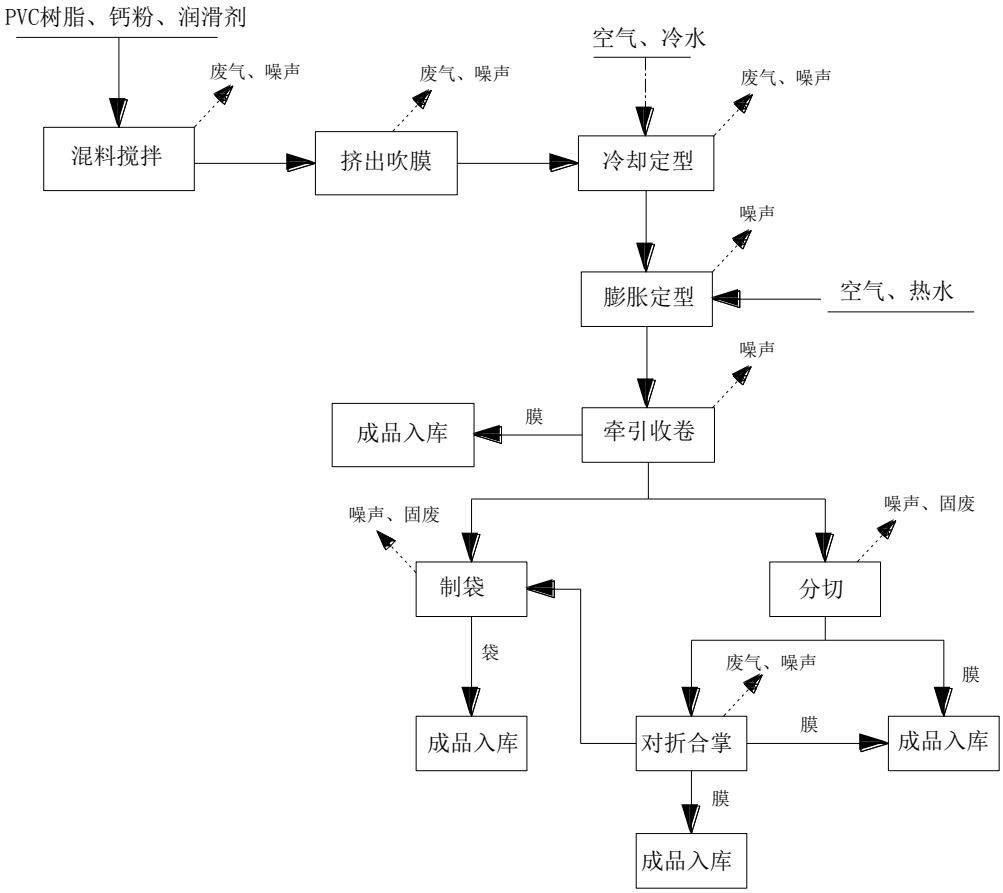 PVC树脂、钙粉、润滑剂
空气、冷水
废气、噪声
废气、噪声
废气、噪声
混料搅拌
挤出吹膜
冷却定型
噪声
膨胀定型
空气、热水
噪声
成品入库
膜
牵引收卷
噪声、固废
噪声、固废
制袋
分切
袋
废气、噪声
膜
成品入库
对折合掌
膜
成品入库
膜
成品入库